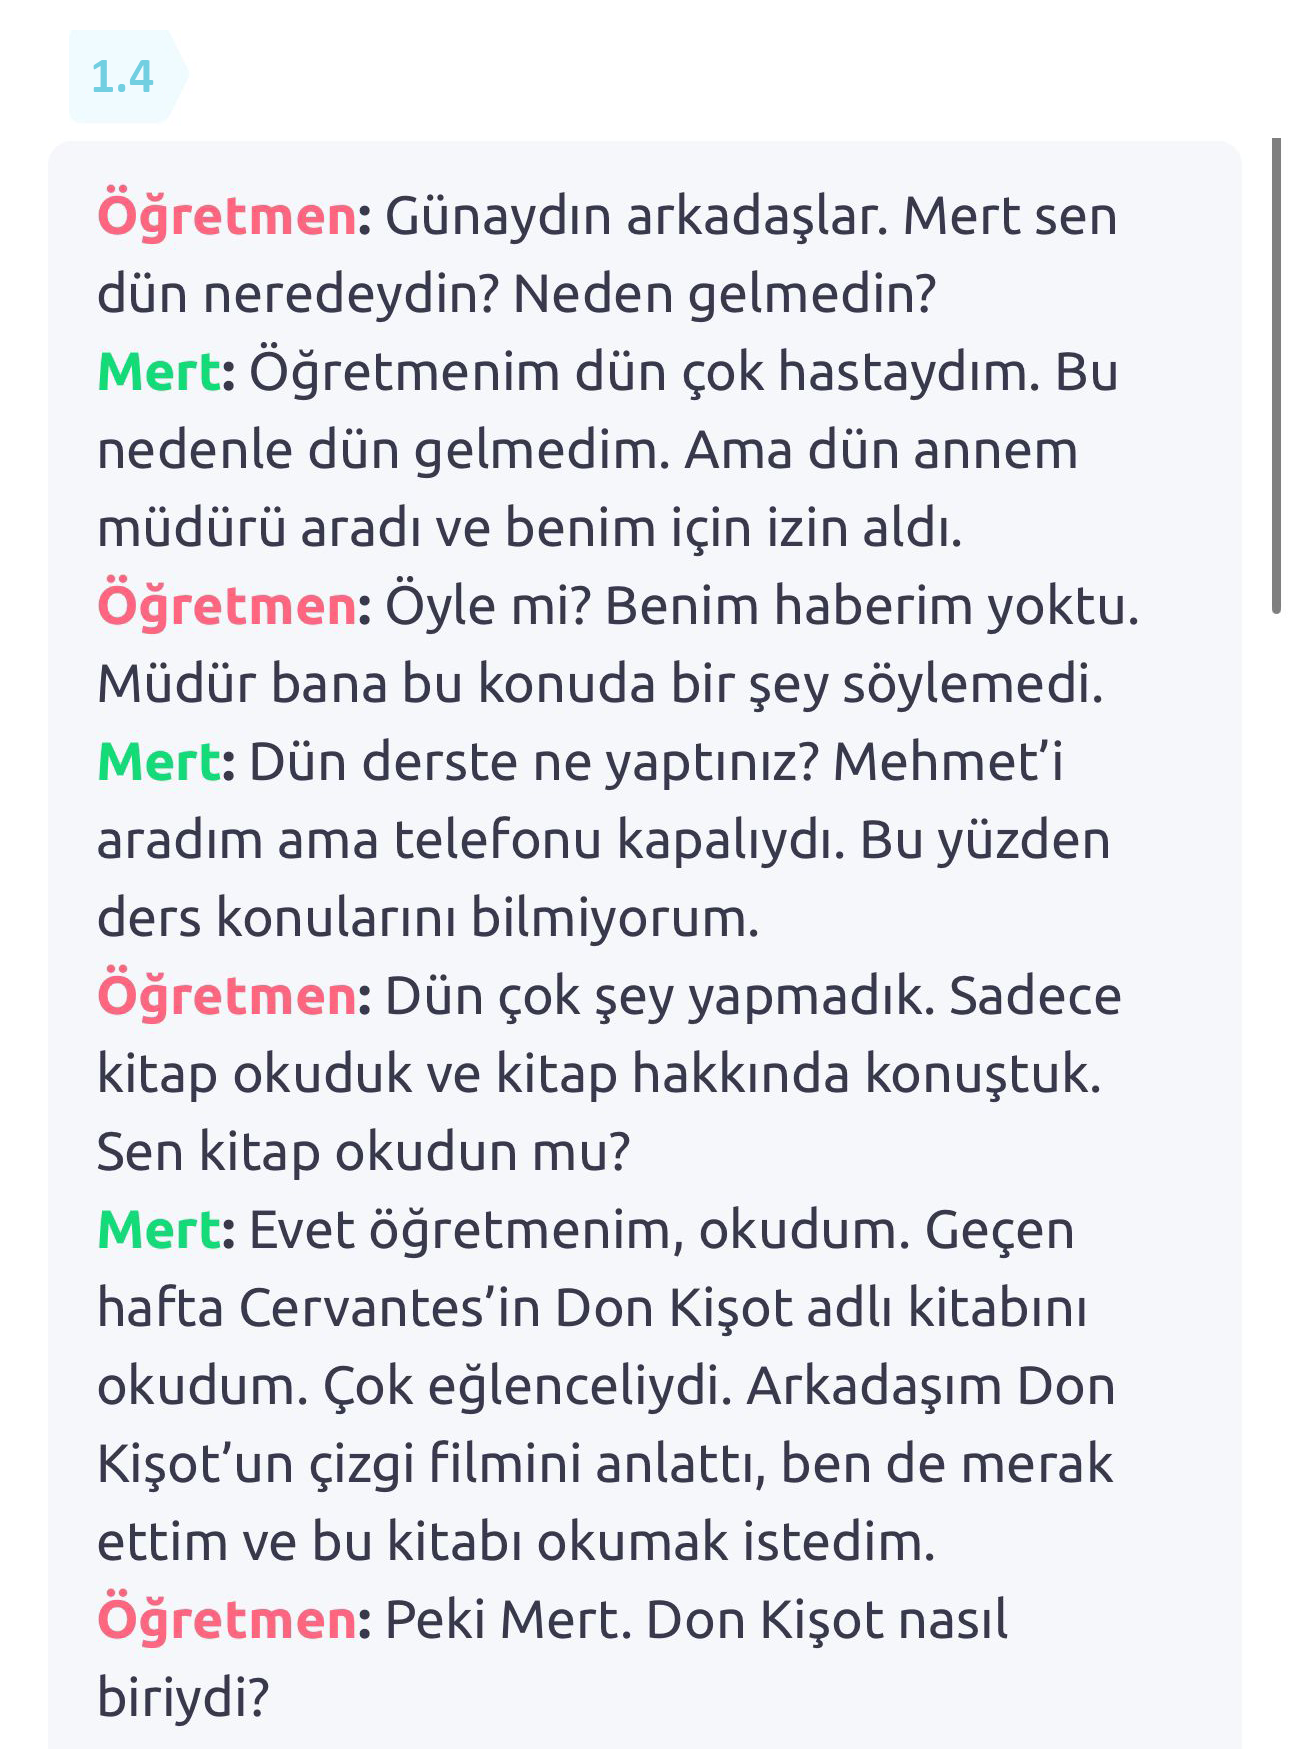 1.4
Öğretmen: Günaydın arkadaşlar. Mert sen
dün neredeydin? Neden gelmedin?
Mert: Öğretmenim dün çok hastaydım. Bu
nedenle dün gelmedim. Ama dün annem
müdürü aradı ve benim için izin aldı.
Öğretmen: Öyle mi? Benim haberim yoktu.
Müdür bana bu konuda bir şey söylemedi.
Mert: Dün derste ne yaptınız? Mehmet’i
aradım ama telefonu kapalıydı. Bu yüzden
ders konularını bilmiyorum.
Öğretmen: Dün çok şey yapmadık. Sadece
kitap okuduk ve kitap hakkında konuştuk.
Sen kitap okudun mu?
Mert: Evet öğretmenim, okudum. Geçen
hafta Cervantes’in Don Kişot adlı kitabını
okudum. Çok eğlenceliydi. Arkadaşım Don
Kişot’un çizgi filmini anlattı, ben de merak
ettim ve bu kitabı okumak istedim.
Öğretmen: Peki Mert. Don Kişot nasıl
biriydi?